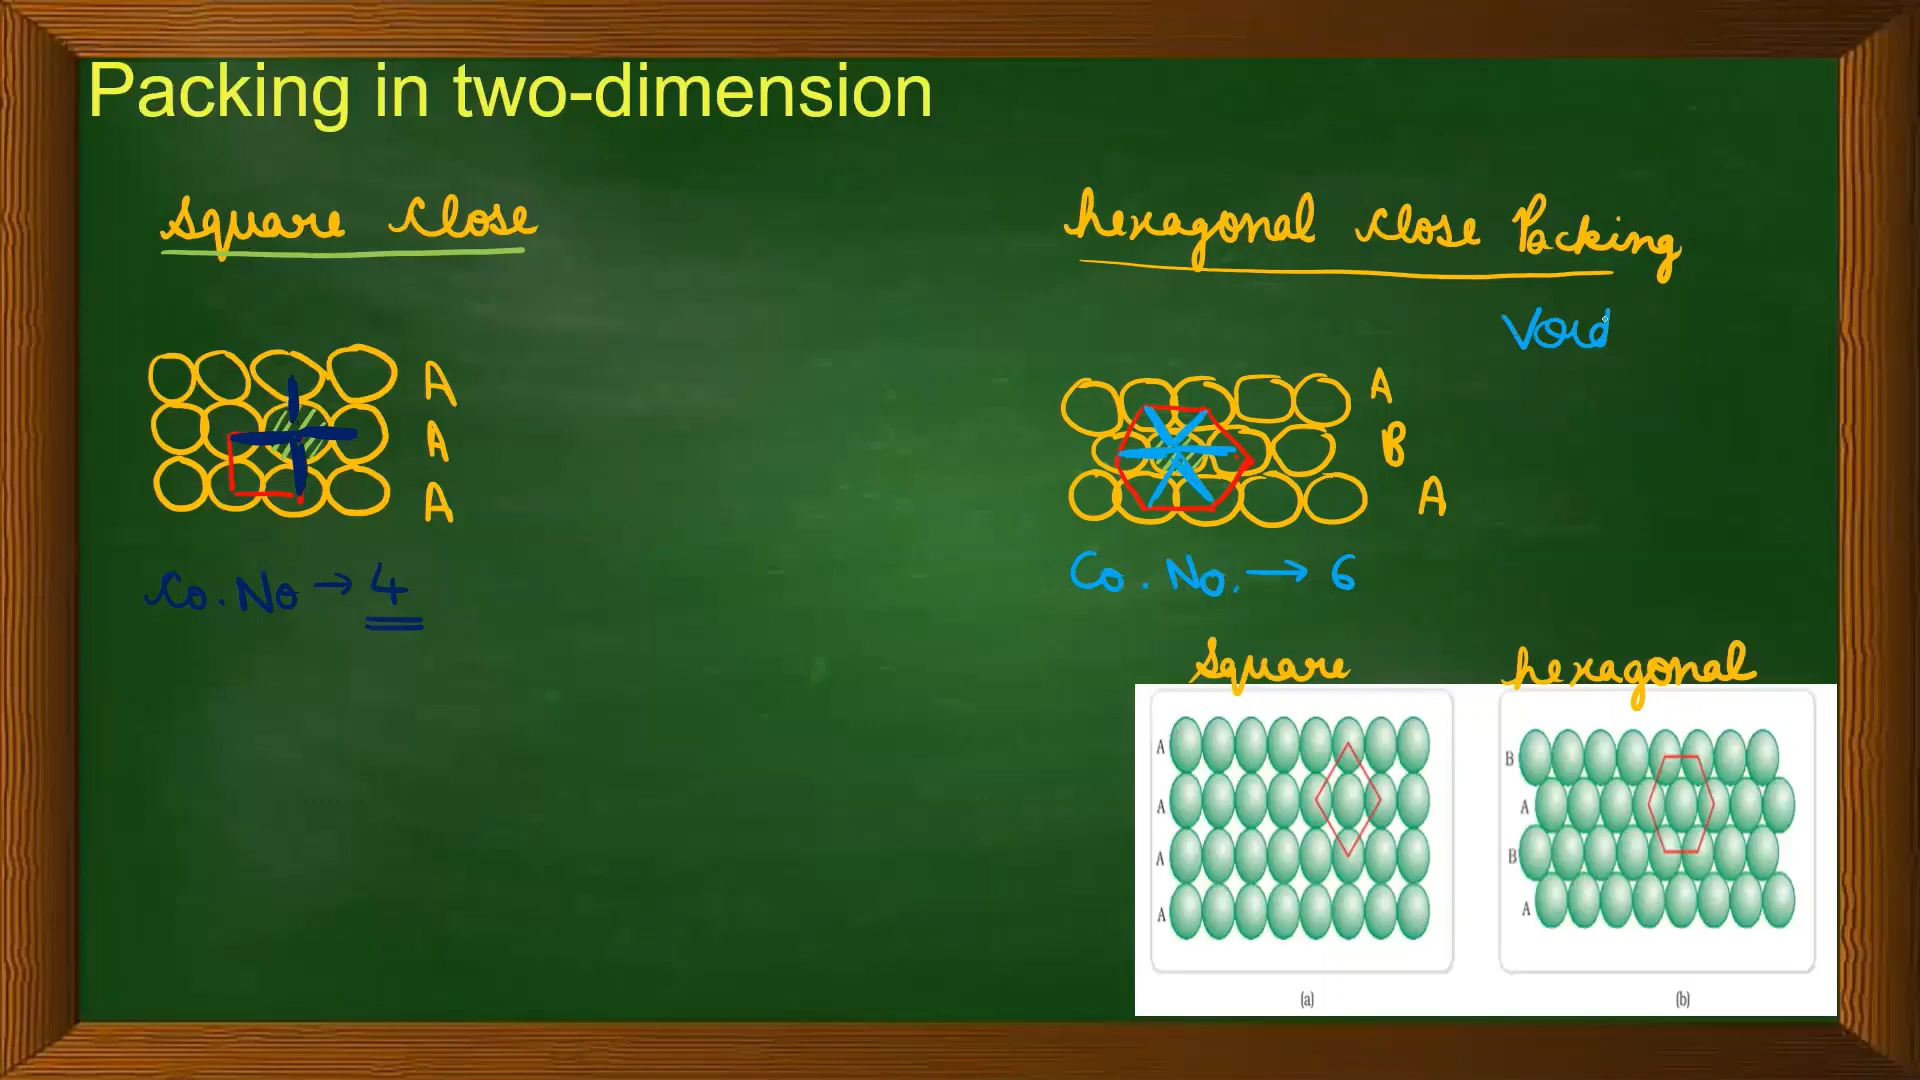 Packing in two-dimension
Square Close
A
A
A
Co. No → 4
hexagonal Close Packing
Void
A
B
A
Co. No. → 6
Square
A
A
A
A
(a)
hexagonal
B
A
B
A
(b)